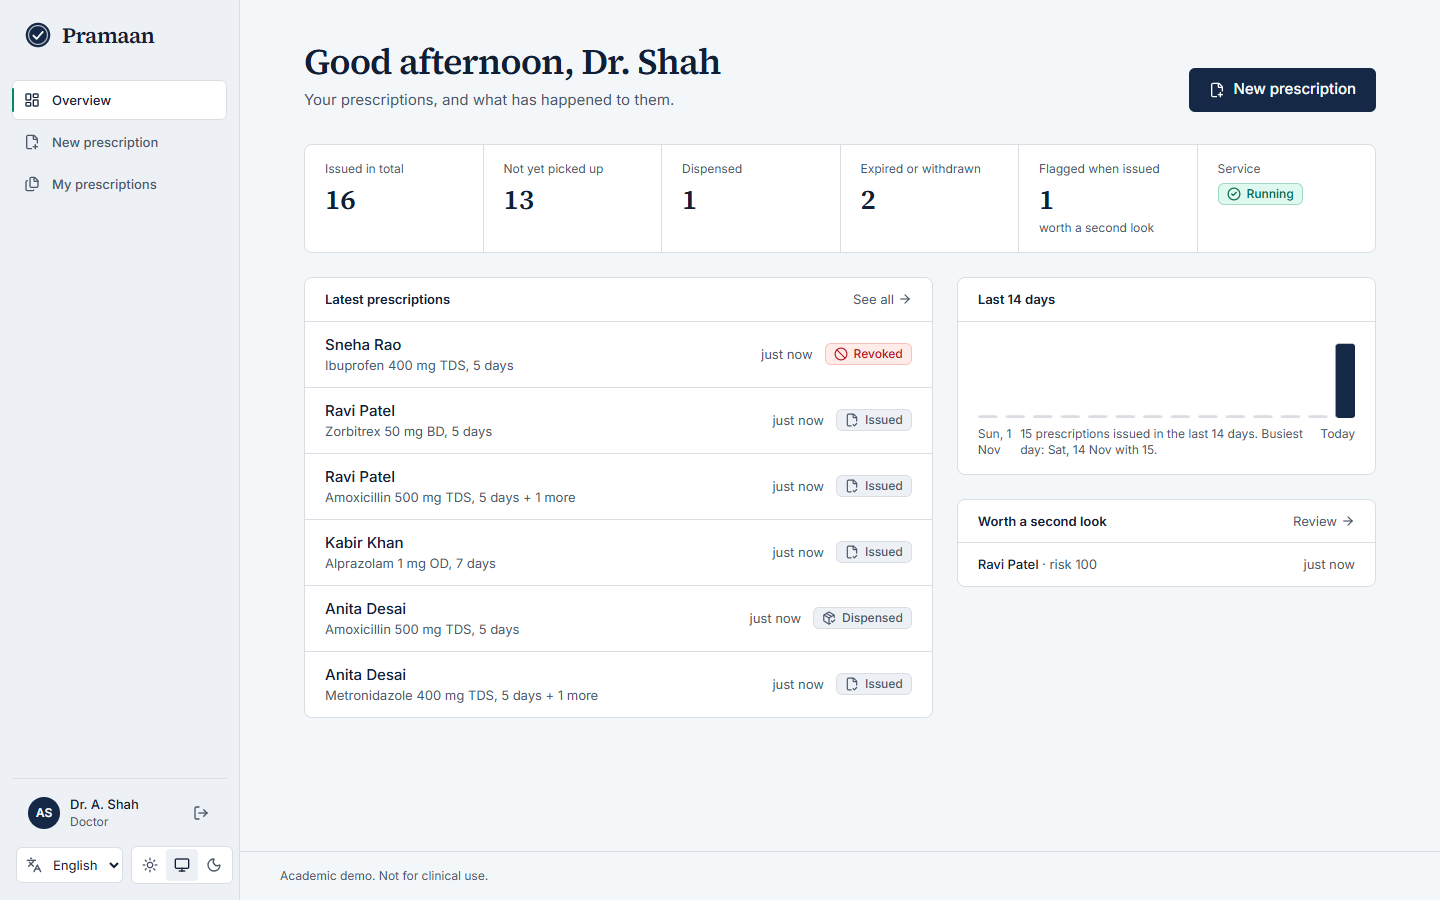 Pramaan
Overview
New prescription
My prescriptions
AS
Dr. A. Shah
Doctor
English
Good afternoon, Dr. Shah
Your prescriptions, and what has happened to them.
New prescription
Issued in total
16
Not yet picked up
13
Dispensed
1
Expired or withdrawn
2
Flagged when issued
1
worth a second look
Service
Running
Latest prescriptions
See all
Sneha Rao
Ibuprofen 400 mg TDS, 5 days
just now
Revoked
Ravi Patel
Zorbitrex 50 mg BD, 5 days
just now
Issued
Ravi Patel
Amoxicillin 500 mg TDS, 5 days + 1 more
just now
Issued
Kabir Khan
Alprazolam 1 mg OD, 7 days
just now
Issued
Anita Desai
Amoxicillin 500 mg TDS, 5 days
just now
Dispensed
Anita Desai
Metronidazole 400 mg TDS, 5 days + 1 more
just now
Issued
Last 14 days
Sun, 1
Nov
15 prescriptions issued in the last 14 days. Busiest
day: Sat, 14 Nov with 15.
Today
Worth a second look
Review
Ravi Patel · risk 100
just now
Academic demo. Not for clinical use.